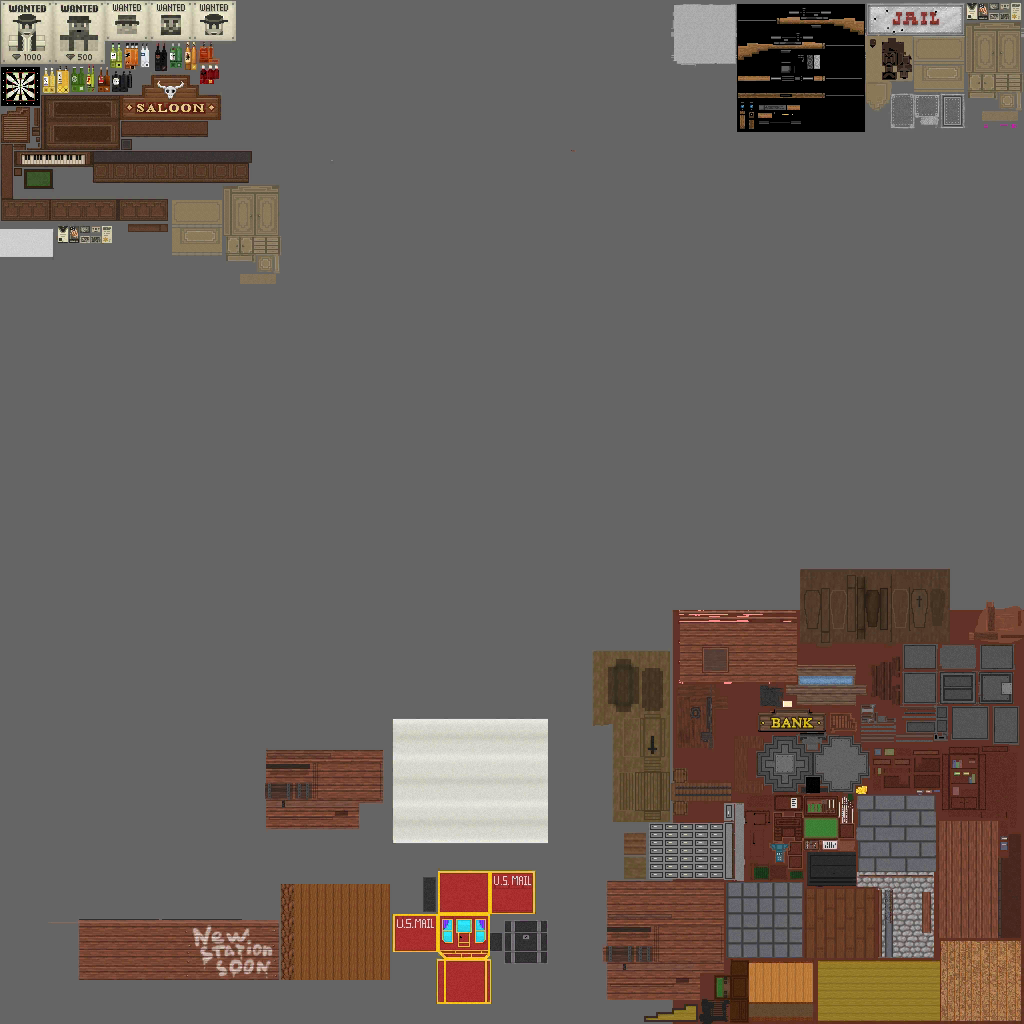 WANTED
WANTED
WANTED
WANTED
WANTED
1000
500
SALOON
JAIL
BANK
U.S. MAIL
U.S. MAIL
New
Station
SOON